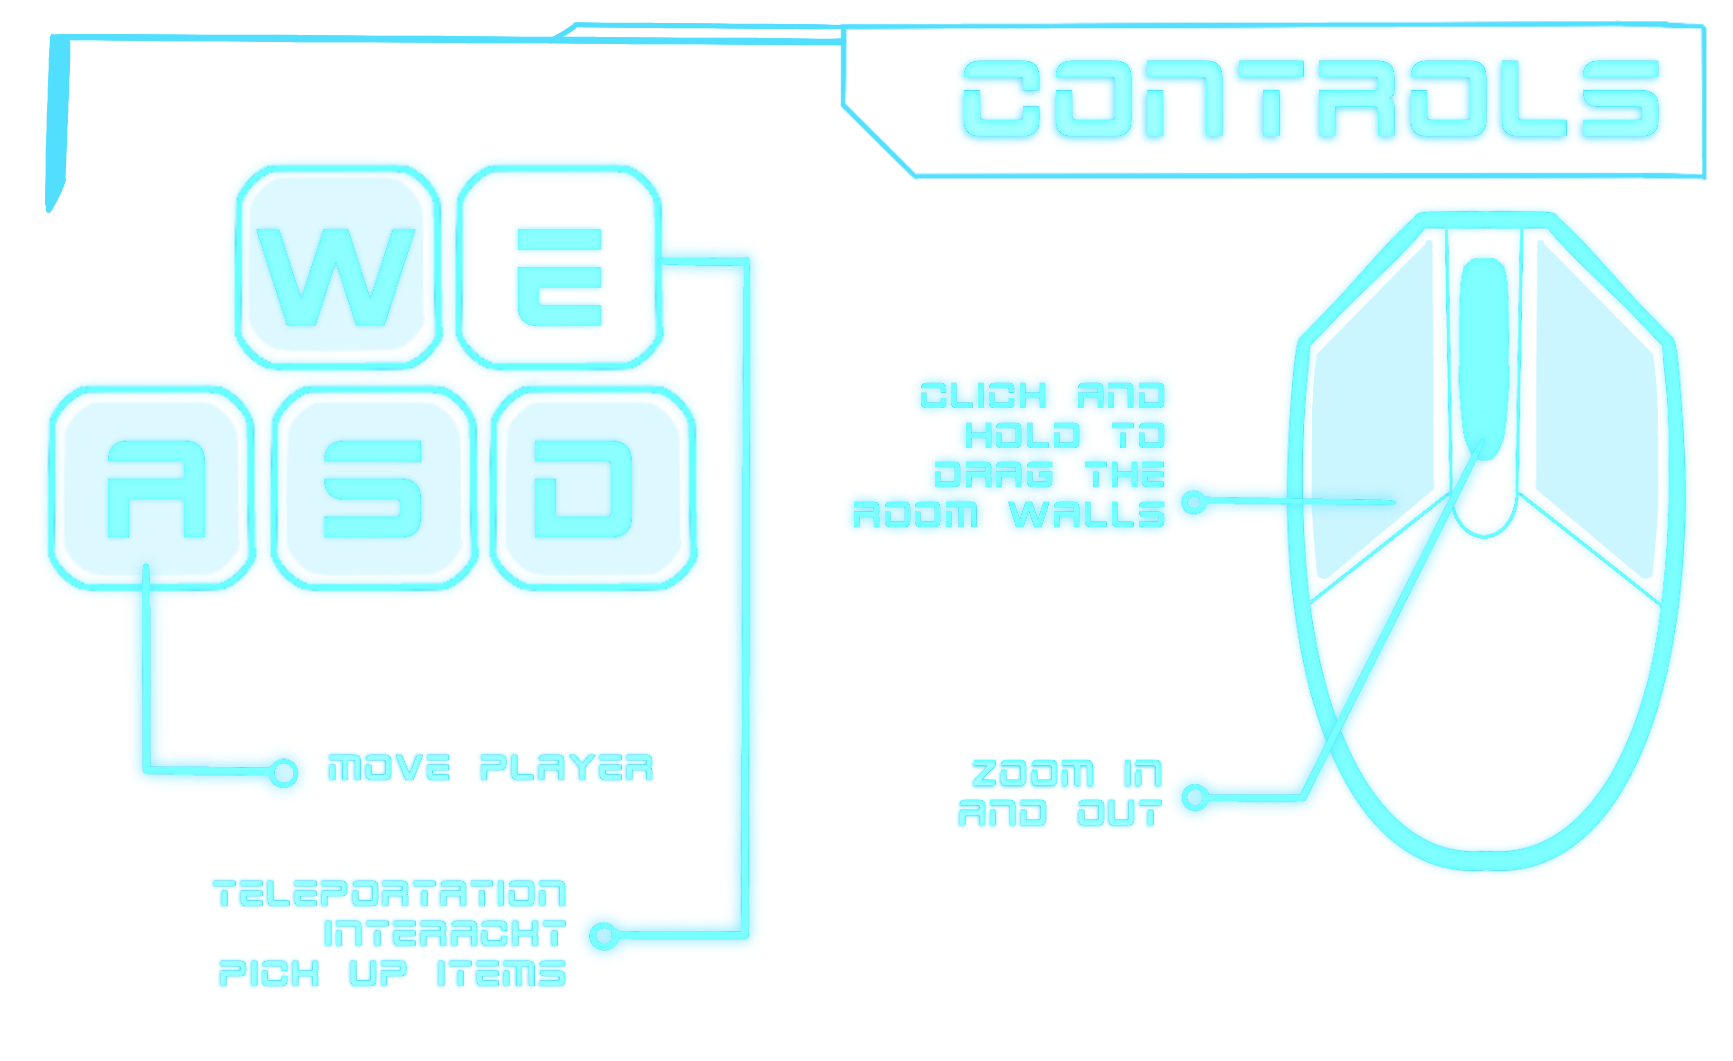 CONTROLS
W E
A S D
CLICK AND
HOLD TO
DRAG THE
ROOM WALLS
MOVE PLAYER
ZOOM IN
AND OUT
TELEPORTATION
INTERACHT
PICK UP ITEMS